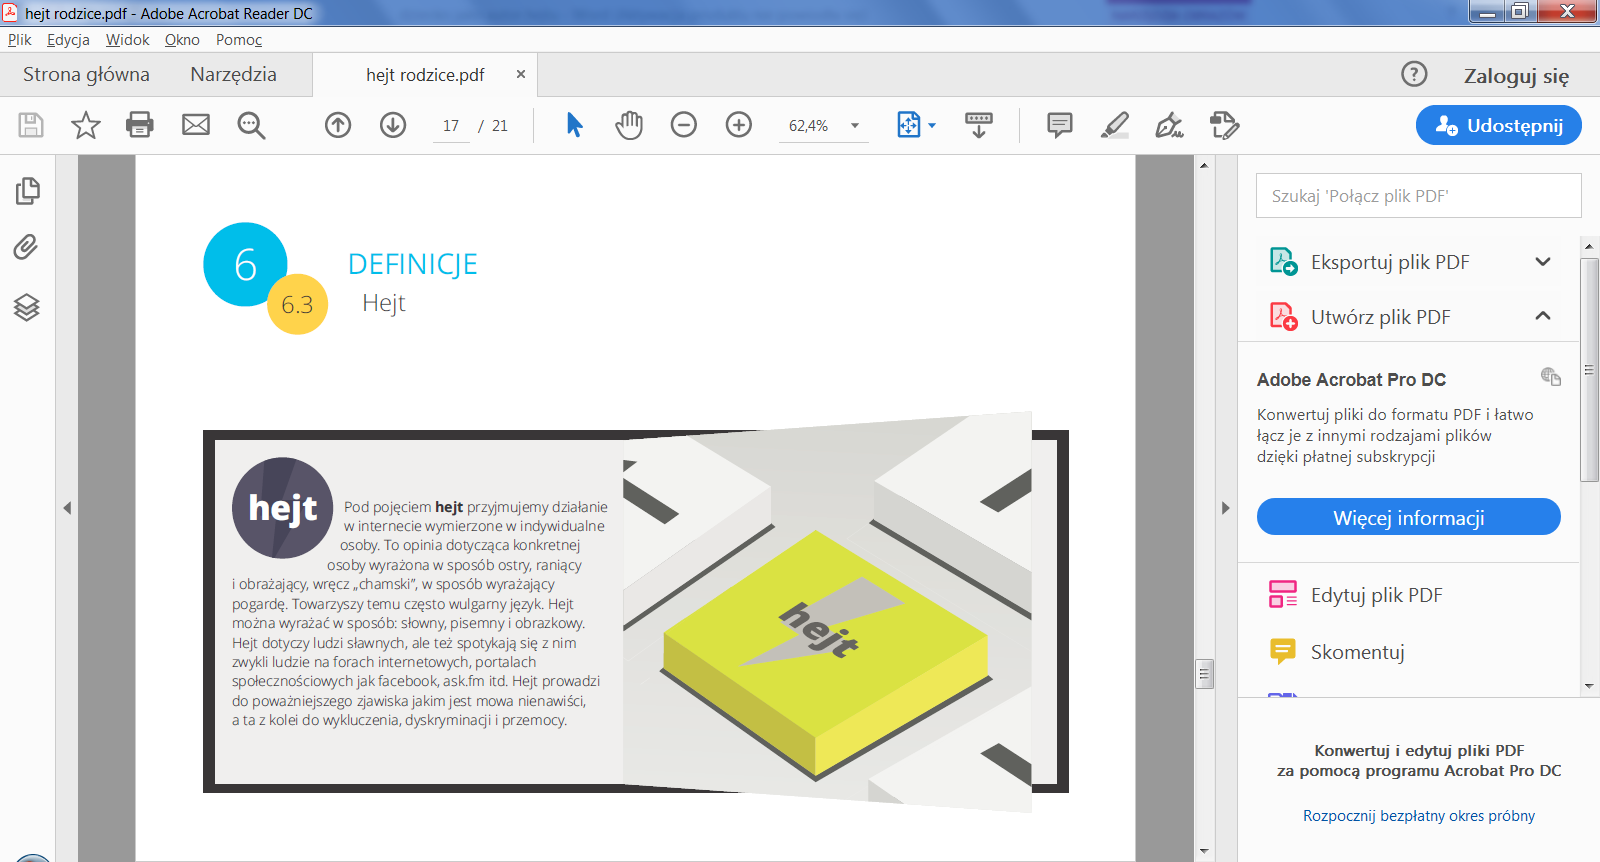 hejt rodzice.pdf - Adobe Acrobat Reader DC
Plik Edycja Widok Okno Pomoc
Strona główna Narzędzia hejt rodzice.pdf × ? Zaloguj się
17 / 21 62,4% Udostępnij
6 DEFINICJE
6.3 Hejt
hejt
Pod pojęciem hejt przyjmujemy działanie
w internecie wymierzone w indywidualne
osoby. To opinia dotycząca konkretnej
osoby wyrażona w sposób ostry, raniący
i obrażający, wręcz „chamski”, w sposób wyrażający
pogardę. Towarzyszy temu często wulgarny język. Hejt
można wyrażać w sposób: słowny, pisemny i obrazkowy.
Hejt dotyczy ludzi sławnych, ale też spotykają się z nim
zwykli ludzie na forach internetowych, portalach
społecznościowych jak facebook, ask.fm itd. Hejt prowadzi
do poważniejszego zjawiska jakim jest mowa nienawiści,
a ta z kolei do wykluczenia, dyskryminacji i przemocy.
hejt
Szukaj 'Połącz plik PDF'
Eksportuj plik PDF
Utwórz plik PDF
Adobe Acrobat Pro DC
Konwertuj pliki do formatu PDF i łatwo
łącz je z innymi rodzajami plików
dzięki płatnej subskrypcji
Więcej informacji
Edytuj plik PDF
Skomentuj
Konwertuj i edytuj pliki PDF
za pomocą programu Acrobat Pro DC
Rozpocznij bezpłatny okres próbny